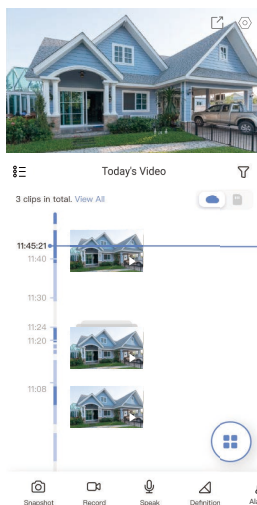 Today's Video
3 clips in total. View All
11:45:21
11:40
11:30
11:24
11:20
11:08
Snapshot Record Speak Definition